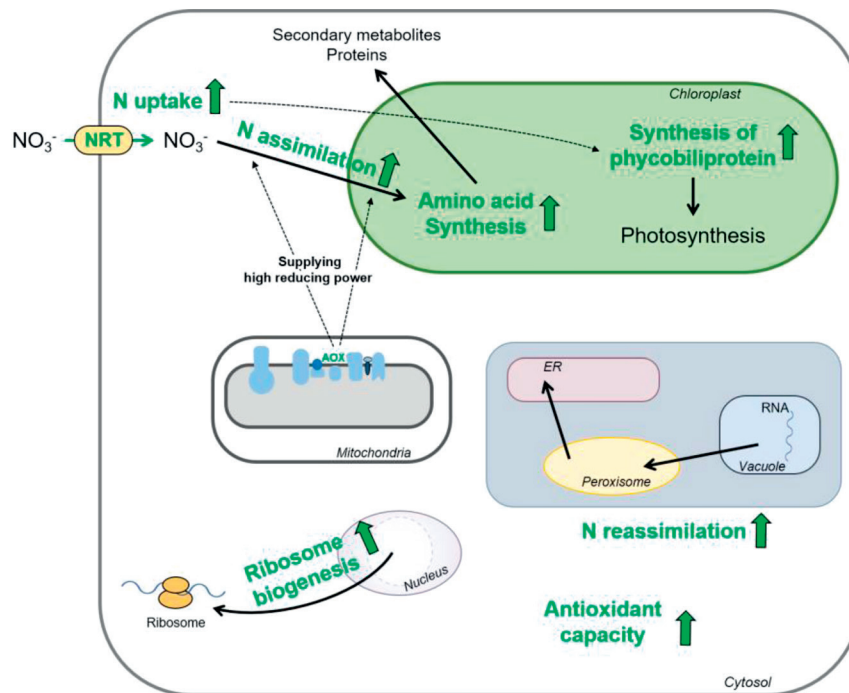 Secondary metabolites
Proteins
Chloroplast
N uptake
NO₃⁻
NRT
NO₃⁻
N assimilation
Synthesis of
phycobiliprotein
Amino acid
Synthesis
Photosynthesis
Supplying
high reducing power
AOX
Mitochondria
ER
RNA
Peroxisome
Vacuole
N reassimilation
Ribosome
biogenesis
Nucleus
Ribosome
Antioxidant
capacity
Cytosol